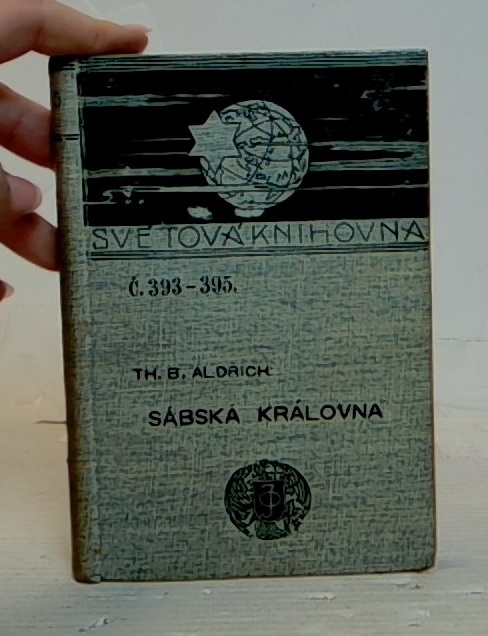 SVĚTOVÁ KNIHOVNA
Č. 393-395.
TH. B. ALDRICH
SÁBSKÁ KRÁLOVNA